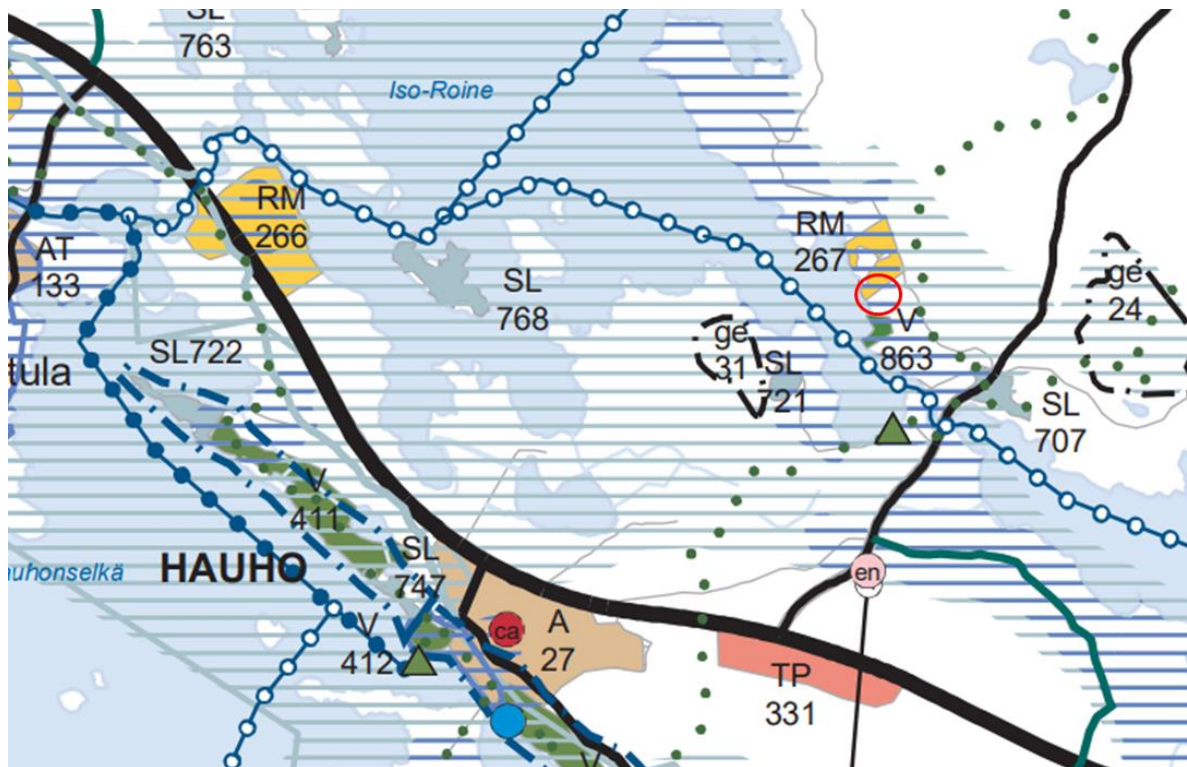 SL
763
Iso-Roine
RM
266
RM
267
AT
133
SL
768
ge
24
V
863
ge
31
SL
721
SL722
tula
SL
707
V
411
SL
747
HAUHO
auhonselkä
en
V
412
ca
A
27
TP
331
V